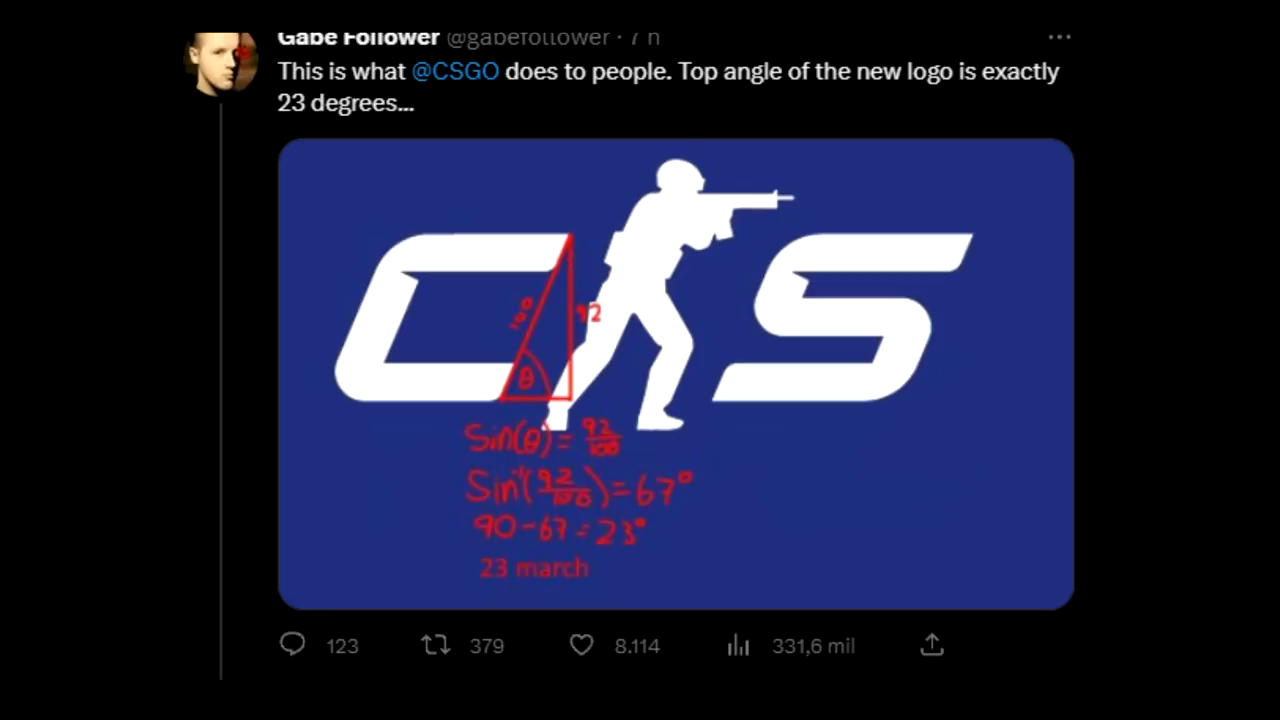 Gabe Follower @gabefollower · 7 h
This is what @CSGO does to people. Top angle of the new logo is exactly
23 degrees...
C S
100
92
θ
Sin(θ) = 92/100
Sin⁻¹(92/100) = 67°
90 - 67 = 23°
23 march
123 379 8.114 331,6 mil